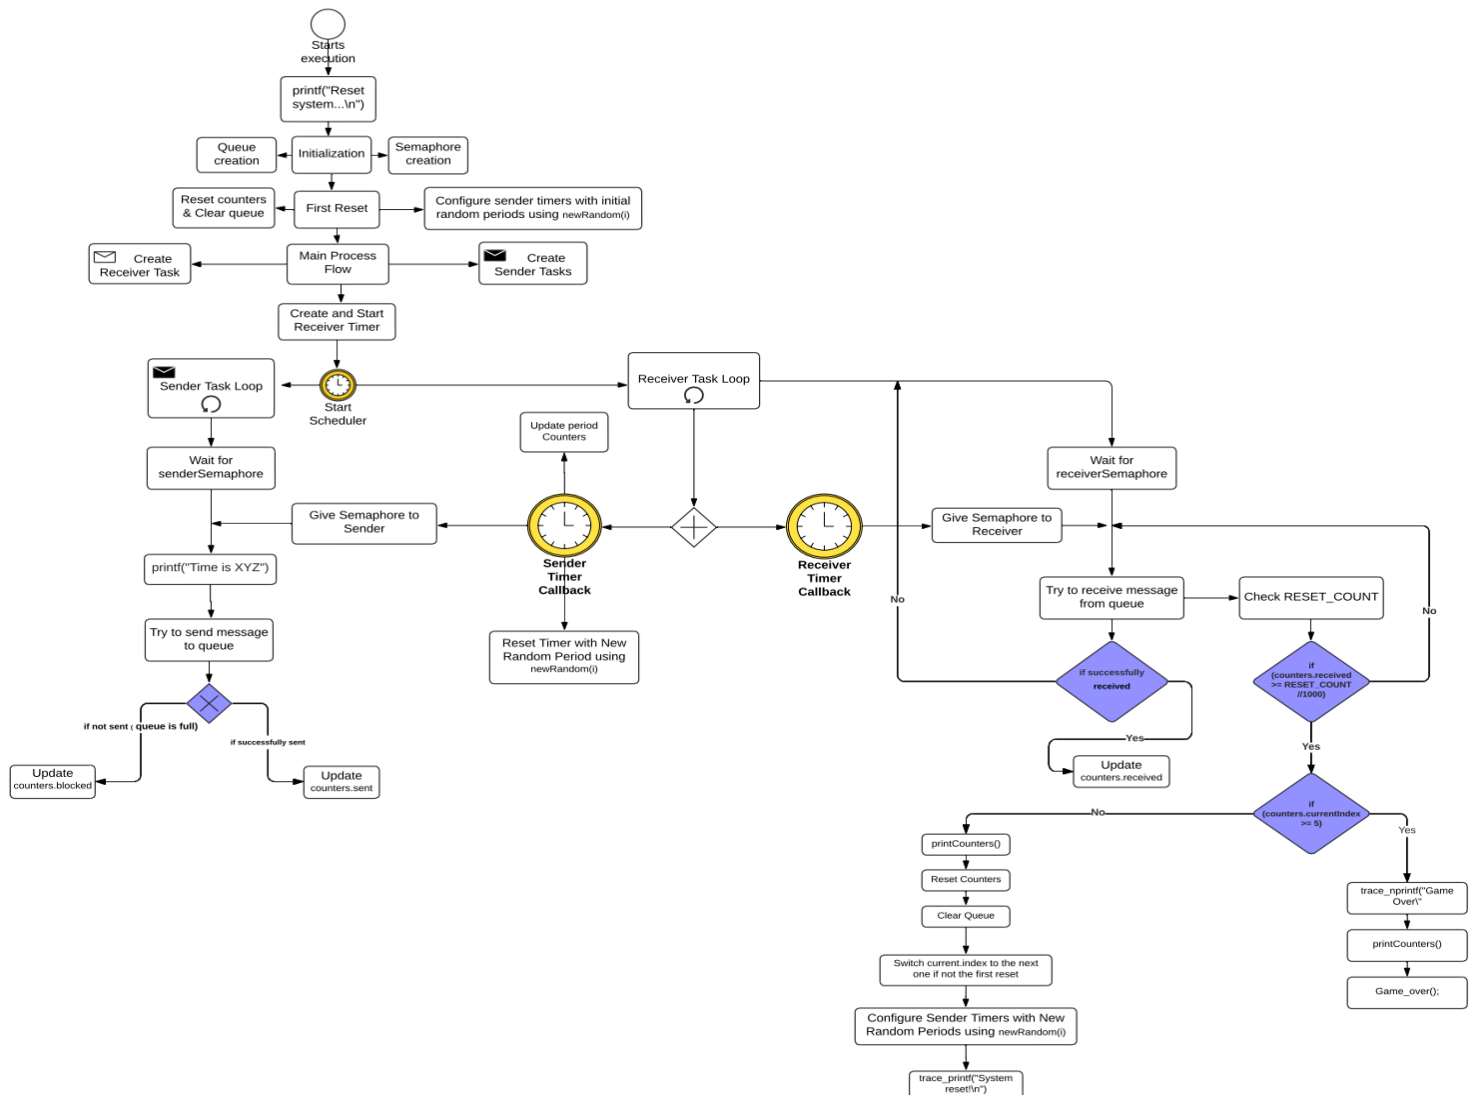 Starts
execution
printf("Reset
system...\n")
Queue
creation
Initialization
Semaphore
creation
Reset counters
& Clear queue
First Reset
Configure sender timers with initial
random periods using newRandom(i)
Create
Receiver Task
Main Process
Flow
Create
Sender Tasks
Create and Start
Receiver Timer
Sender Task Loop
Start
Scheduler
Receiver Task Loop
Update period
Counters
Wait for
senderSemaphore
Wait for
receiverSemaphore
Give Semaphore to
Sender
Sender
Timer
Callback
Receiver
Timer
Callback
Give Semaphore to
Receiver
printf("Time is XYZ")
Try to receive message
from queue
Check RESET_COUNT
No
No
Try to send message
to queue
Reset Timer with New
Random Period using
newRandom(i)
if successfully
received
if
(counters.received
>= RESET_COUNT
//1000)
if not sent ( queue is full)
if successfully sent
Yes
Yes
Update
counters.blocked
Update
counters.sent
Update
counters.received
if
(counters.currentIndex
>= 5)
No
Yes
printCounters()
Reset Counters
Clear Queue
Switch current.index to the next
one if not the first reset
Configure Sender Timers with New
Random Periods using newRandom(i)
trace_printf("System
reset!\n")
trace_nprintf("Game
Over\"
printCounters()
Game_over();